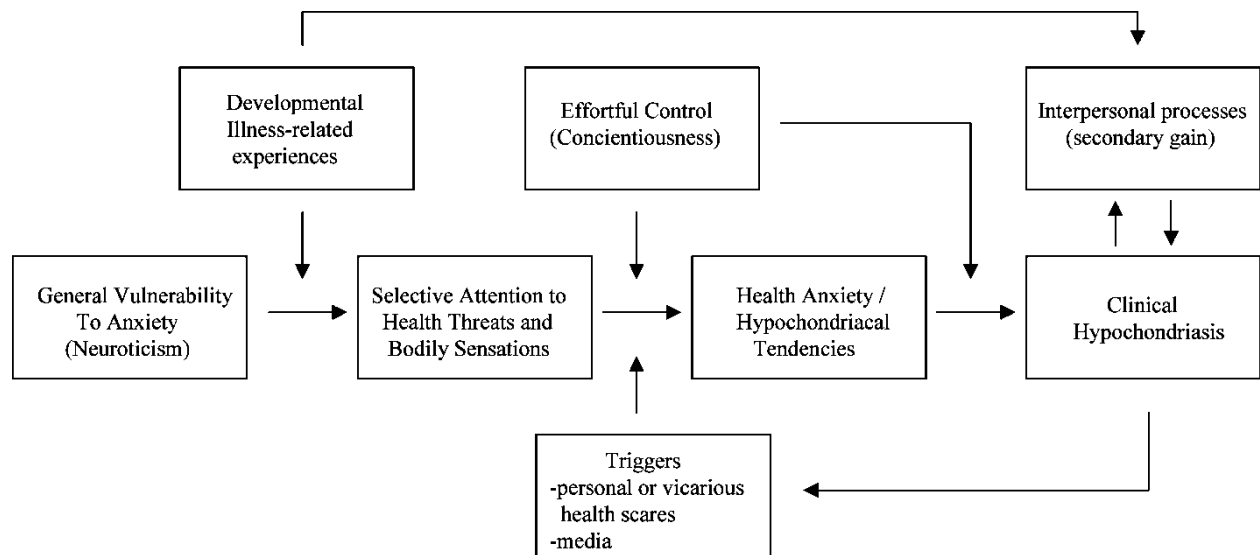 Developmental
Illness-related
experiences
Effortful Control
(Concientiousness)
Interpersonal processes
(secondary gain)
General Vulnerability
To Anxiety
(Neuroticism)
Selective Attention to
Health Threats and
Bodily Sensations
Health Anxiety /
Hypochondriacal
Tendencies
Clinical
Hypochondriasis
Triggers
-personal or vicarious
health scares
-media